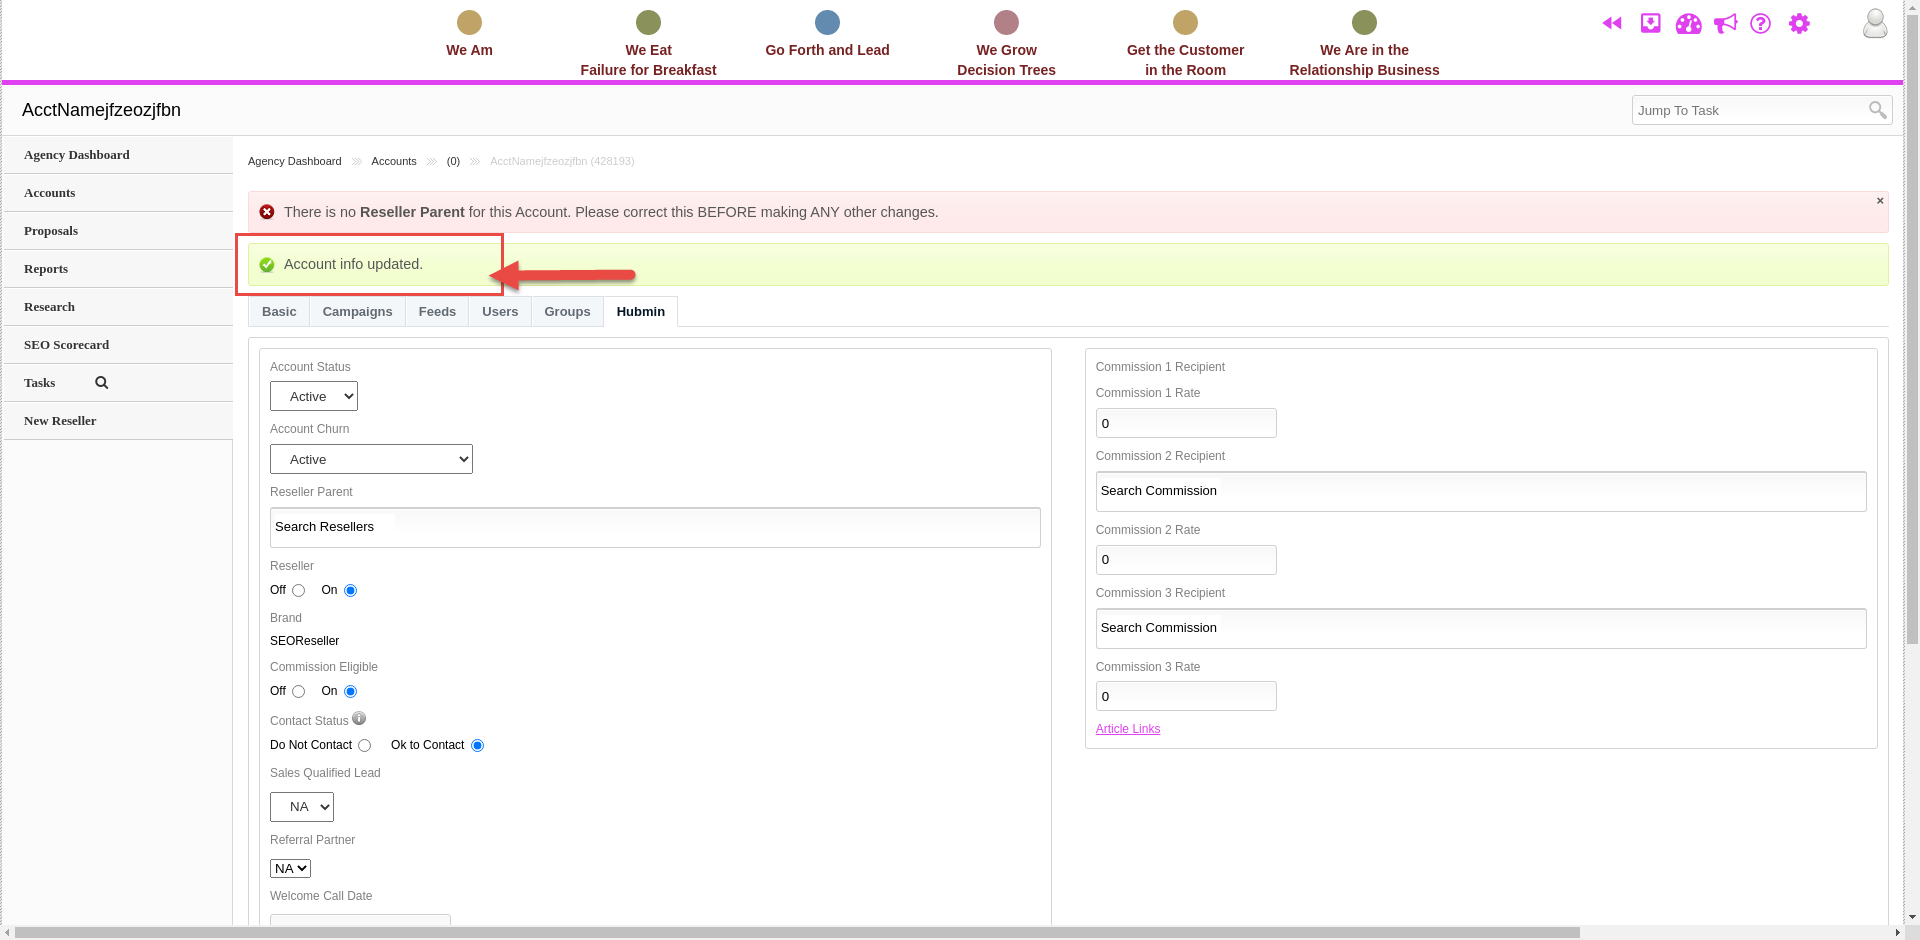 We Am
We Eat
Failure for Breakfast
Go Forth and Lead
We Grow
Decision Trees
Get the Customer
in the Room
We Are in the
Relationship Business
AcctNamejfzeozjfbn
Jump To Task
Agency Dashboard
Accounts
Proposals
Reports
Research
SEO Scorecard
Tasks
New Reseller
Agency Dashboard Accounts (0) AcctNamejfzeozjfbn (428193)
There is no Reseller Parent for this Account. Please correct this BEFORE making ANY other changes.
×
Account info updated.
Basic Campaigns Feeds Users Groups Hubmin
Account Status
Active
Account Churn
Active
Reseller Parent
Search Resellers
Reseller
Off On
Brand
SEOReseller
Commission Eligible
Off On
Contact Status
Do Not Contact Ok to Contact
Sales Qualified Lead
NA
Referral Partner
NA
Welcome Call Date
Commission 1 Recipient
Commission 1 Rate
0
Commission 2 Recipient
Search Commission
Commission 2 Rate
0
Commission 3 Recipient
Search Commission
Commission 3 Rate
0
Article Links